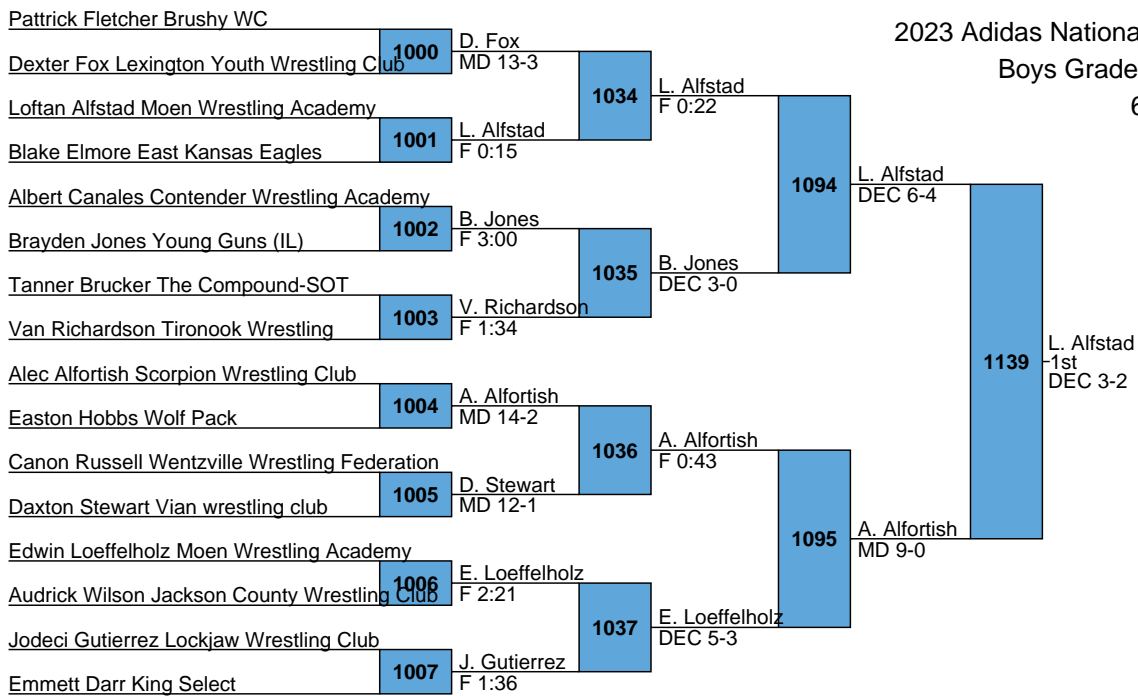 2023 Adidas Nationa
Boys Grade
6
Pattrick Fletcher Brushy WC
1000
Dexter Fox Lexington Youth Wrestling Club
D. Fox
MD 13-3
1034
Loftan Alfstad Moen Wrestling Academy
1001
Blake Elmore East Kansas Eagles
L. Alfstad
F 0:15
L. Alfstad
F 0:22
1094
Albert Canales Contender Wrestling Academy
1002
Brayden Jones Young Guns (IL)
B. Jones
F 3:00
1035
Tanner Brucker The Compound-SOT
1003
Van Richardson Tironook Wrestling
V. Richardson
F 1:34
B. Jones
DEC 3-0
L. Alfstad
DEC 6-4
1139
Alec Alfortish Scorpion Wrestling Club
1004
Easton Hobbs Wolf Pack
A. Alfortish
MD 14-2
1036
Canon Russell Wentzville Wrestling Federation
1005
Daxton Stewart Vian wrestling club
D. Stewart
MD 12-1
A. Alfortish
F 0:43
1095
Edwin Loeffelholz Moen Wrestling Academy
1006
Audrick Wilson Jackson County Wrestling Club
E. Loeffelholz
F 2:21
1037
Jodeci Gutierrez Lockjaw Wrestling Club
1007
Emmett Darr King Select
J. Gutierrez
F 1:36
E. Loeffelholz
DEC 5-3
A. Alfortish
MD 9-0
L. Alfstad
1st
DEC 3-2